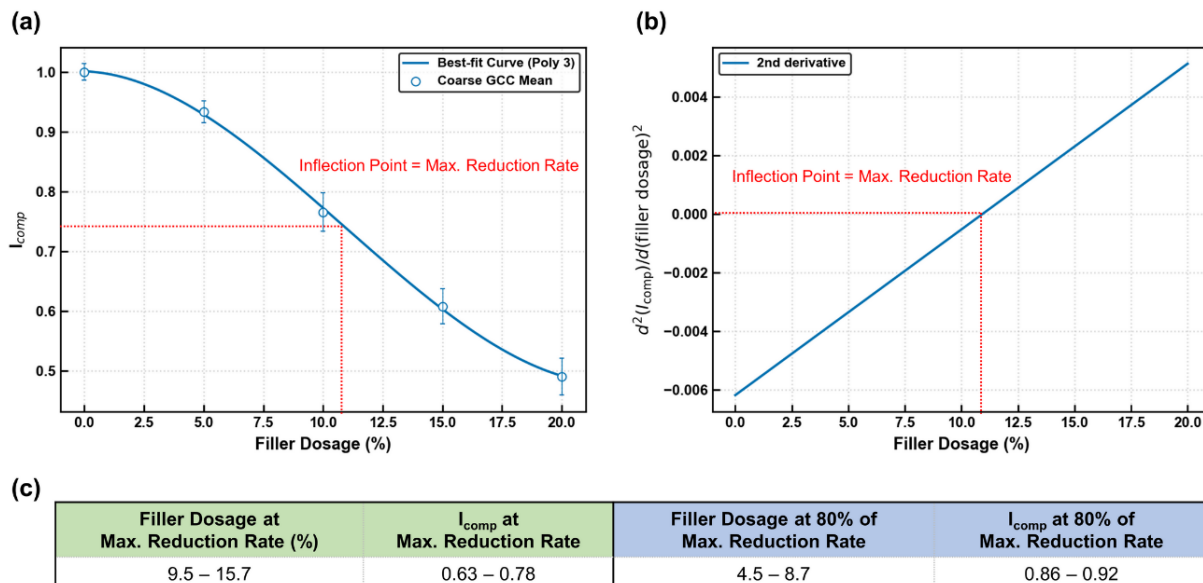 (a)
1.0
0.9
0.8
0.7
0.6
0.5
I_comp
Best-fit Curve (Poly 3)
Coarse GCC Mean
Inflection Point = Max. Reduction Rate
0.0 2.5 5.0 7.5 10.0 12.5 15.0 17.5 20.0
Filler Dosage (%)
(b)
0.004
0.002
0.000
−0.002
−0.004
−0.006
d²(I_comp)/d(filler dosage)²
2nd derivative
Inflection Point = Max. Reduction Rate
0.0 2.5 5.0 7.5 10.0 12.5 15.0 17.5 20.0
Filler Dosage (%)
(c)
Filler Dosage at Max. Reduction Rate (%)
I_comp at Max. Reduction Rate
Filler Dosage at 80% of Max. Reduction Rate
I_comp at 80% of Max. Reduction Rate
9.5 – 15.7
0.63 – 0.78
4.5 – 8.7
0.86 – 0.92